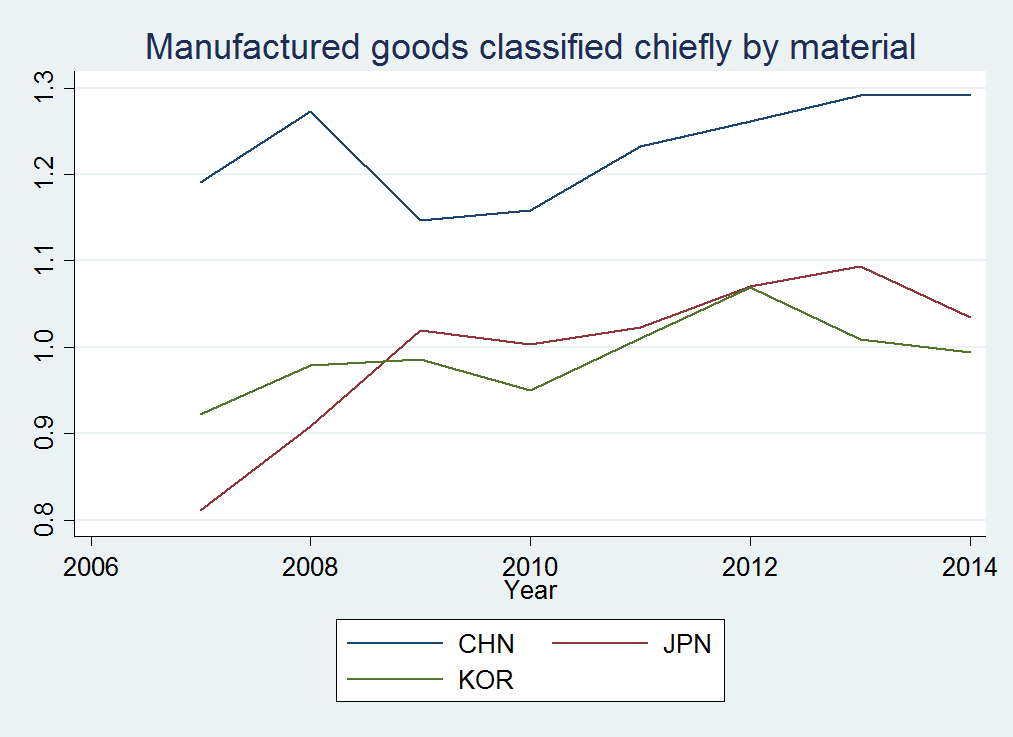 Manufactured goods classified chiefly by material
1.3
1.2
1.1
1.0
0.9
0.8
2006 2008 2010 2012 2014
Year
CHN JPN
KOR